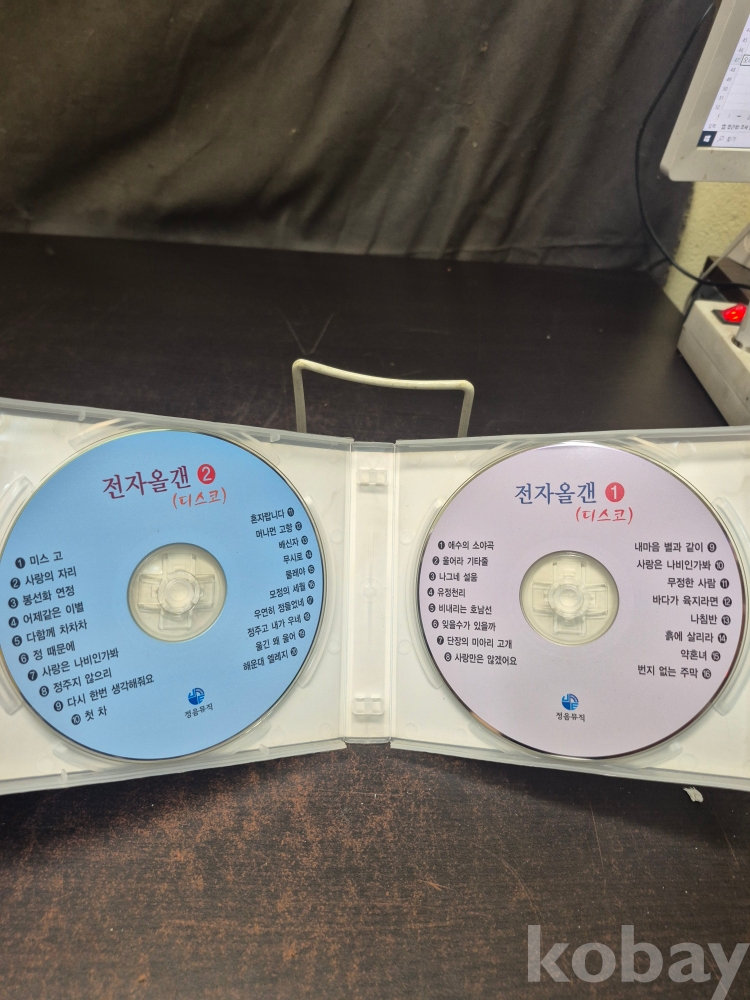 전자올갠 2
(디스코)
1 미스 고
2 사랑의 자리
3 봉선화 연정
4 어제같은 이별
5 다함께 차차차
6 정 때문에
7 사랑은 나비인가봐
8 정주지 않으리
9 다시 한번 생각해줘요
10 첫 차
혼자랍니다 11
머나먼 고향 12
배신자 13
무시로 14
물레야 15
모정의 세월 16
우연히 정들었네 17
정주고 내가 우네 18
울긴 왜 울어 19
해운대 엘레지 20
정음뮤직
전자올갠 1
(디스코)
1 애수의 소야곡
2 울어라 기타줄
3 나그네 설움
4 유정천리
5 비내리는 호남선
6 잊을수가 있을까
7 단장의 미아리 고개
8 사랑만은 않겠어요
내마음 별과 같이 9
사랑은 나비인가봐 10
무정한 사람 11
바다가 육지라면 12
나침반 13
흙에 살리라 14
약혼녀 15
번지 없는 주막 16
정음뮤직
kobay